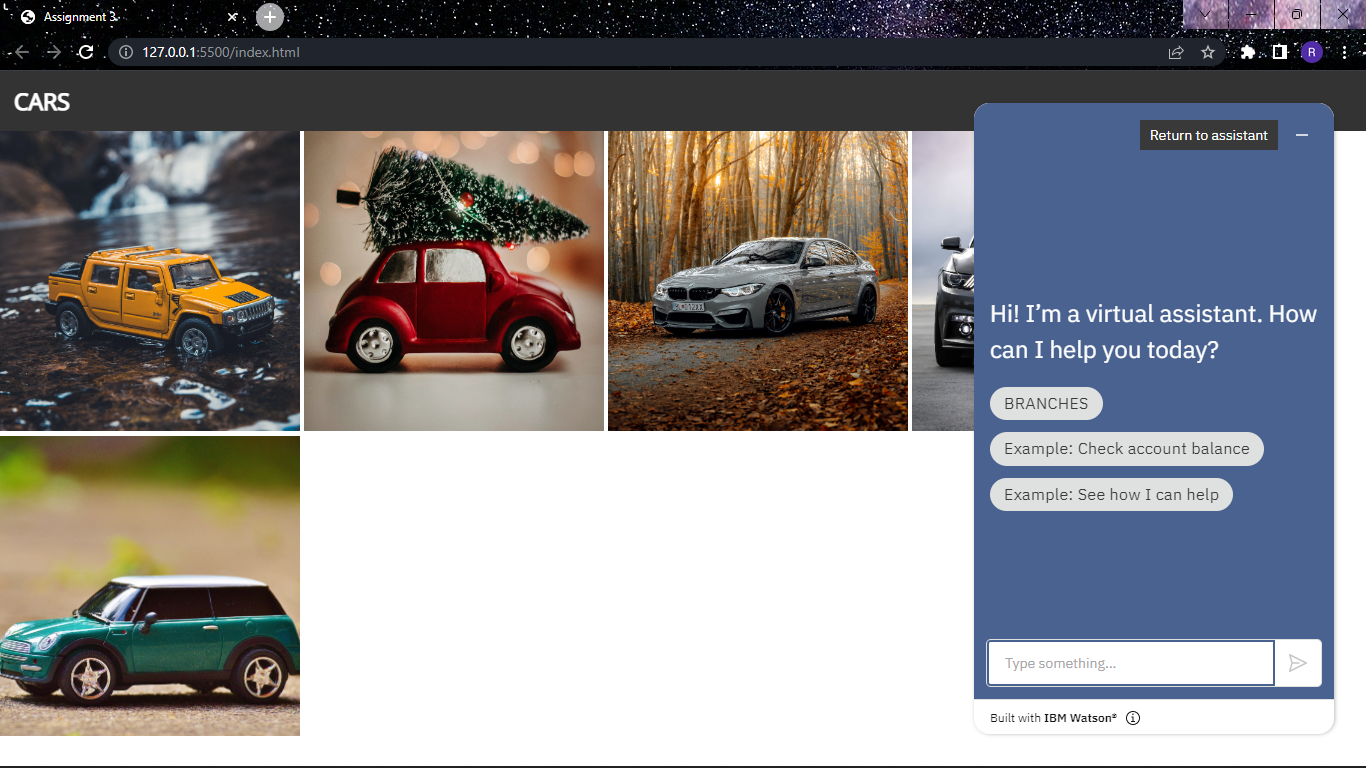 Assignment 3
127.0.0.1:5500/index.html
R
CARS
Return to assistant
Hi! I’m a virtual assistant. How
can I help you today?
BRANCHES
Example: Check account balance
Example: See how I can help
Type something...
Built with IBM Watson®